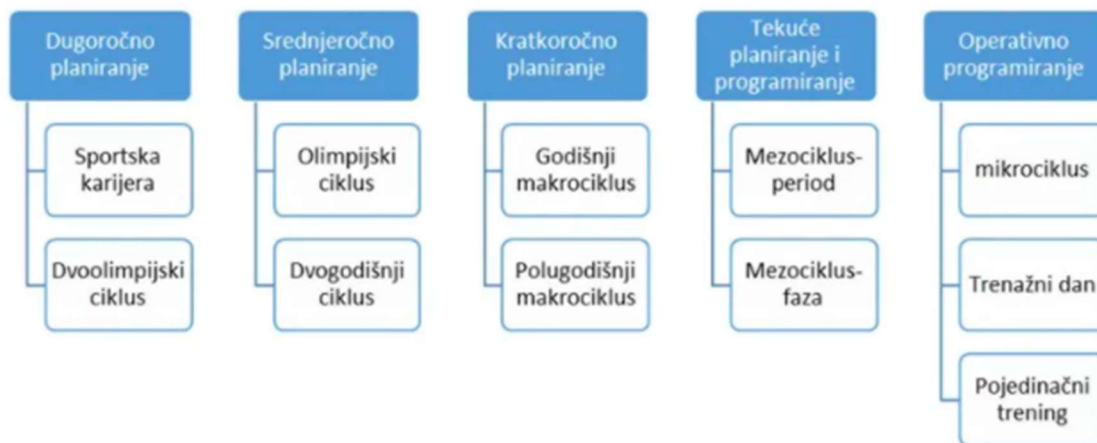 Dugoročno
planiranje
Sportska
karijera
Dvoolimpijski
ciklus
Srednjeročno
planiranje
Olimpijski
ciklus
Dvogodišnji
ciklus
Kratkoročno
planiranje
Godišnji
makrociklus
Polugodišnji
makrociklus
Tekuće
planiranje i
programiranje
Mezociklus-
period
Mezociklus-
faza
Operativno
programiranje
mikrociklus
Trenažni dan
Pojedinačni
trening